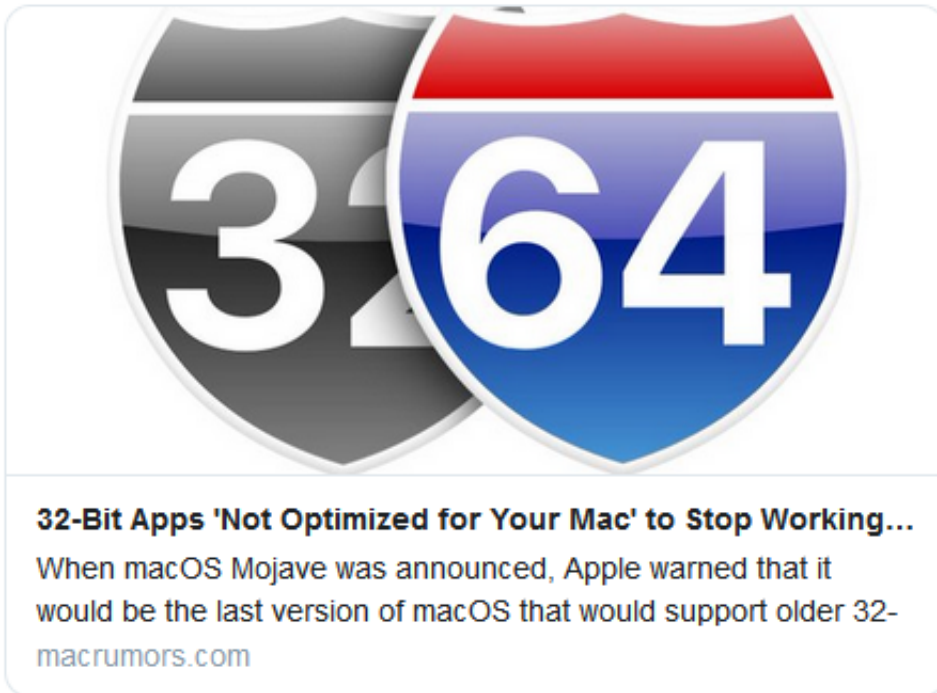 32
64
32-Bit Apps 'Not Optimized for Your Mac' to Stop Working...
When macOS Mojave was announced, Apple warned that it
would be the last version of macOS that would support older 32-
macrumors.com